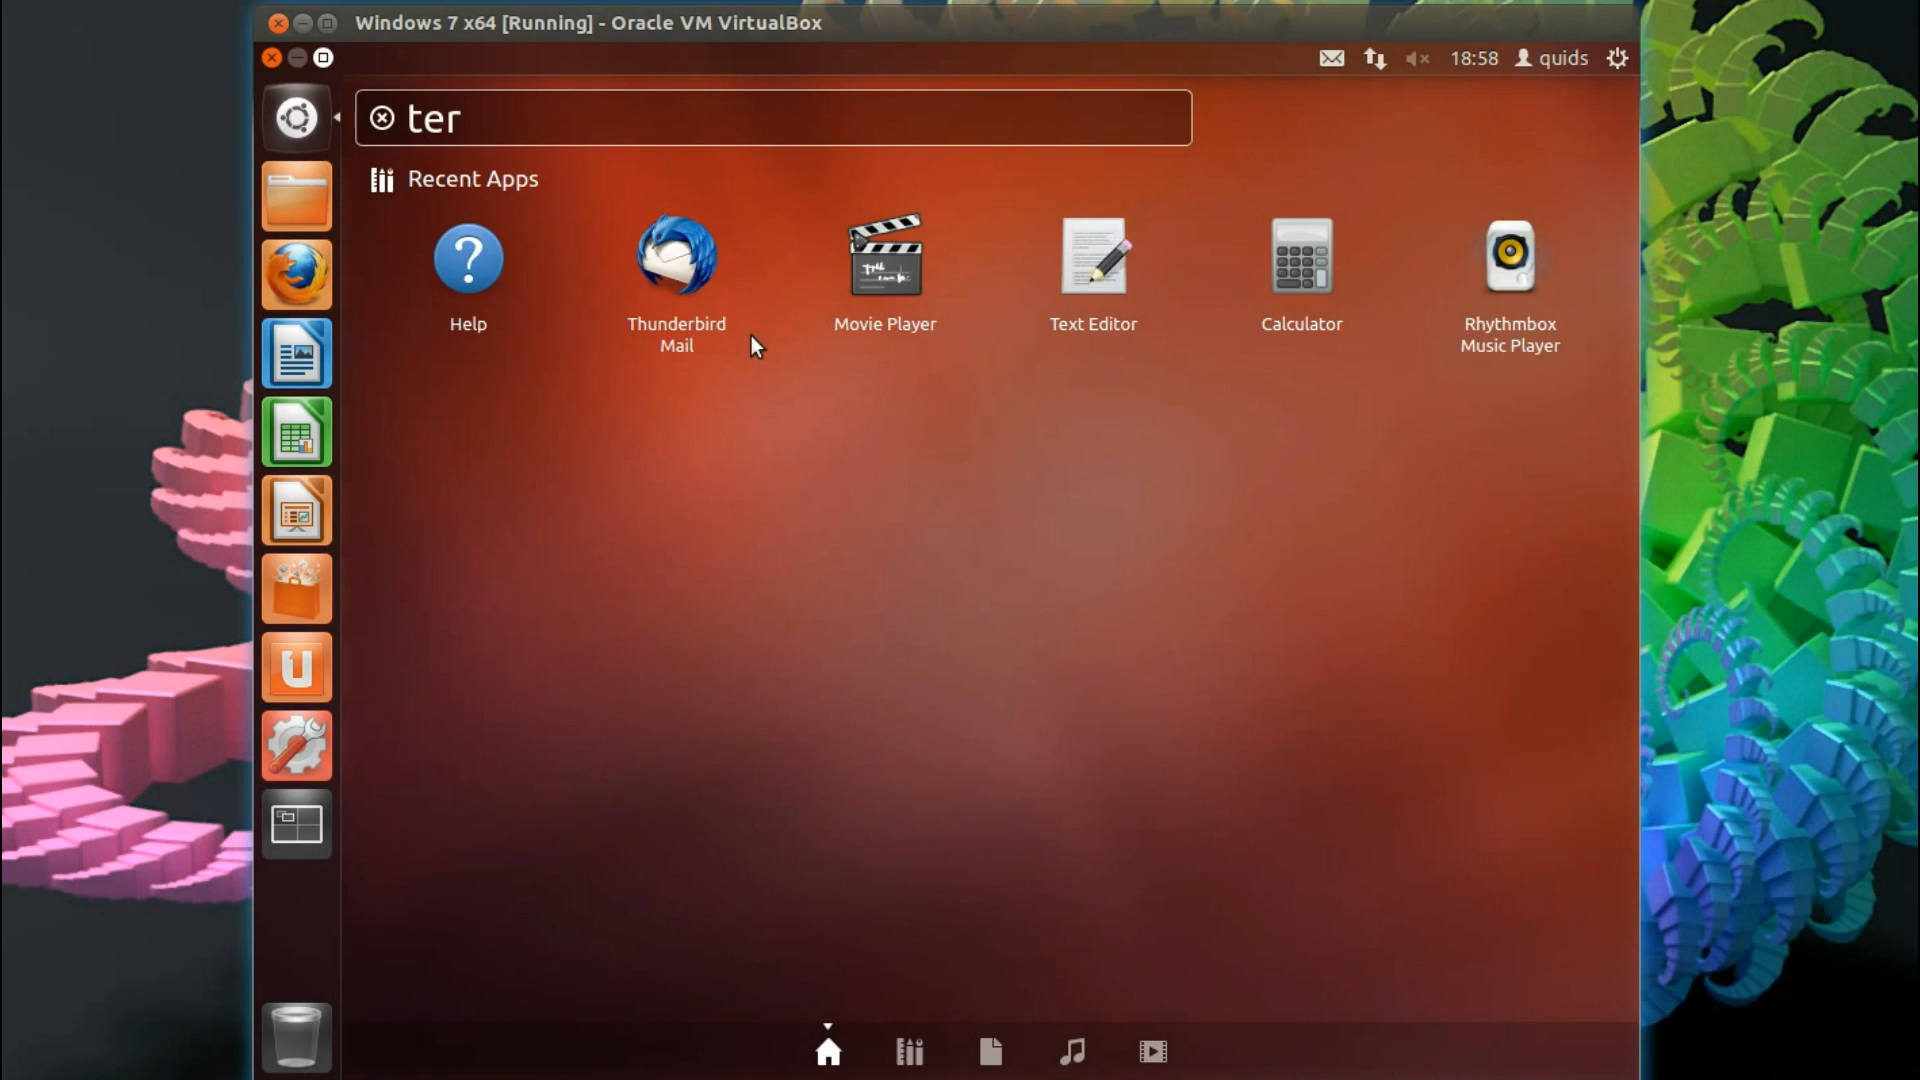 Windows 7 x64 [Running] - Oracle VM VirtualBox
18:58 quids
ter
Recent Apps
Help
Thunderbird
Mail
Movie Player
Text Editor
Calculator
Rhythmbox
Music Player